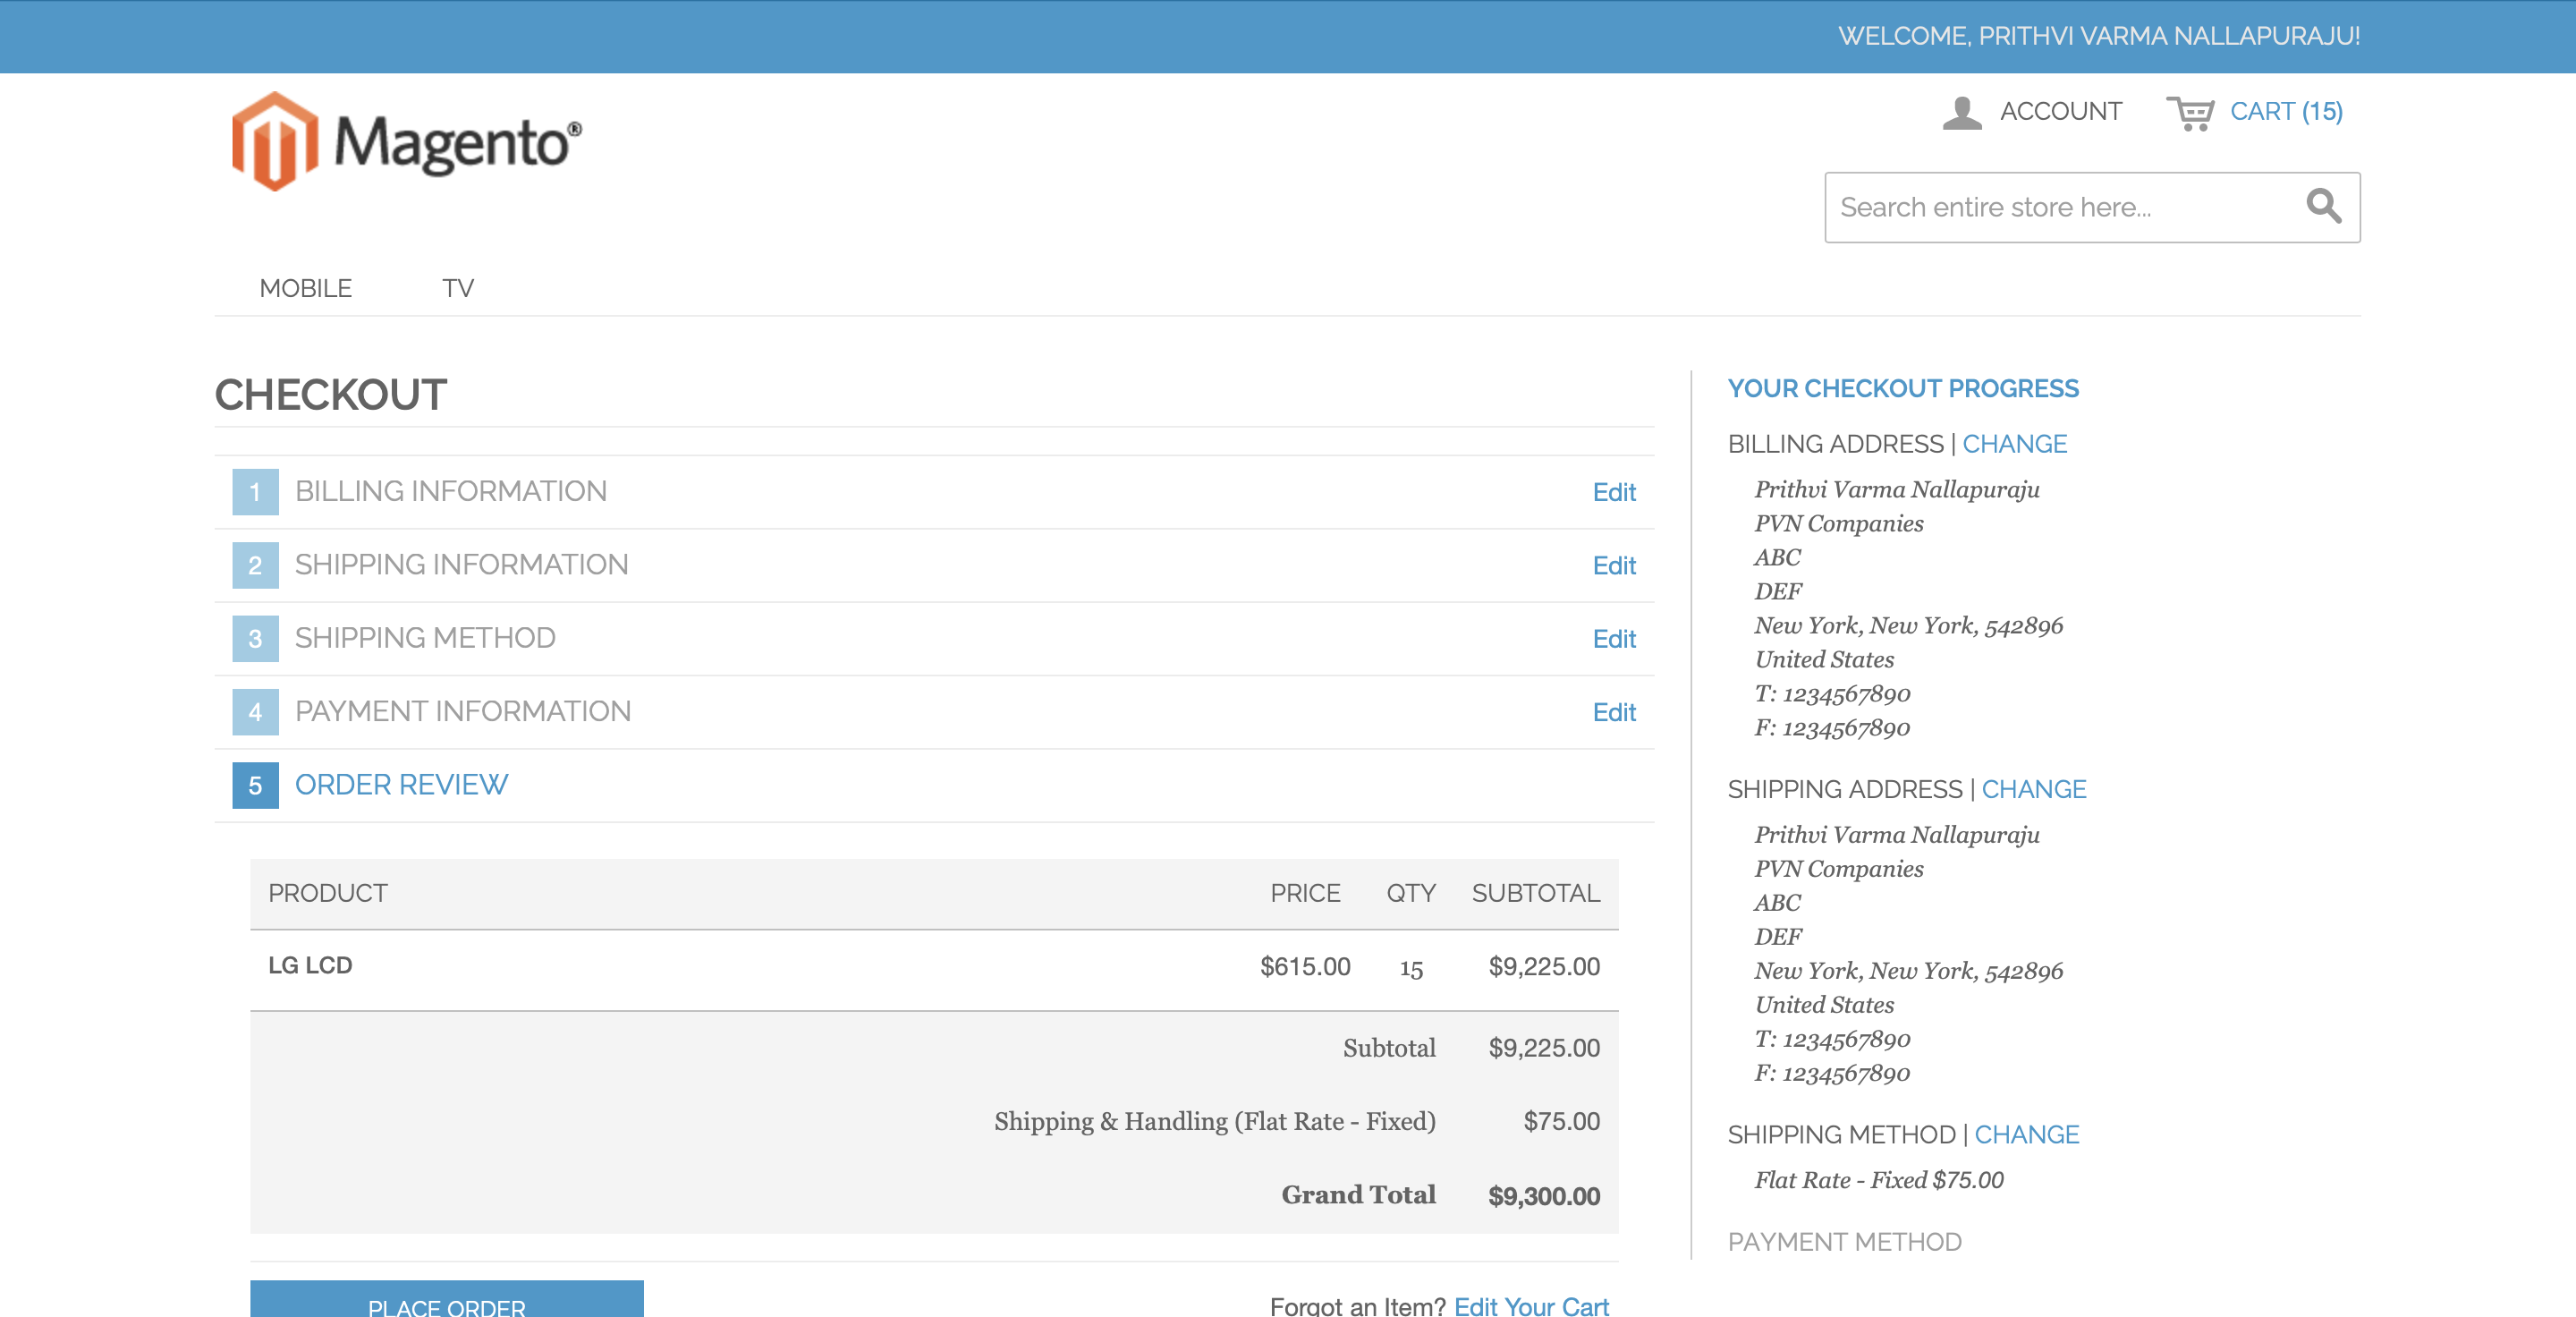 WELCOME, PRITHVI VARMA NALLAPURAJU!
Magento®
ACCOUNT CART (15)
Search entire store here...
MOBILE TV
CHECKOUT
1 BILLING INFORMATION Edit
2 SHIPPING INFORMATION Edit
3 SHIPPING METHOD Edit
4 PAYMENT INFORMATION Edit
5 ORDER REVIEW
PRODUCT PRICE QTY SUBTOTAL
LG LCD $615.00 15 $9,225.00
Subtotal $9,225.00
Shipping & Handling (Flat Rate - Fixed) $75.00
Grand Total $9,300.00
PLACE ORDER Forgot an Item? Edit Your Cart
YOUR CHECKOUT PROGRESS
BILLING ADDRESS | CHANGE
Prithvi Varma Nallapuraju
PVN Companies
ABC
DEF
New York, New York, 542896
United States
T: 1234567890
F: 1234567890
SHIPPING ADDRESS | CHANGE
Prithvi Varma Nallapuraju
PVN Companies
ABC
DEF
New York, New York, 542896
United States
T: 1234567890
F: 1234567890
SHIPPING METHOD | CHANGE
Flat Rate - Fixed $75.00
PAYMENT METHOD